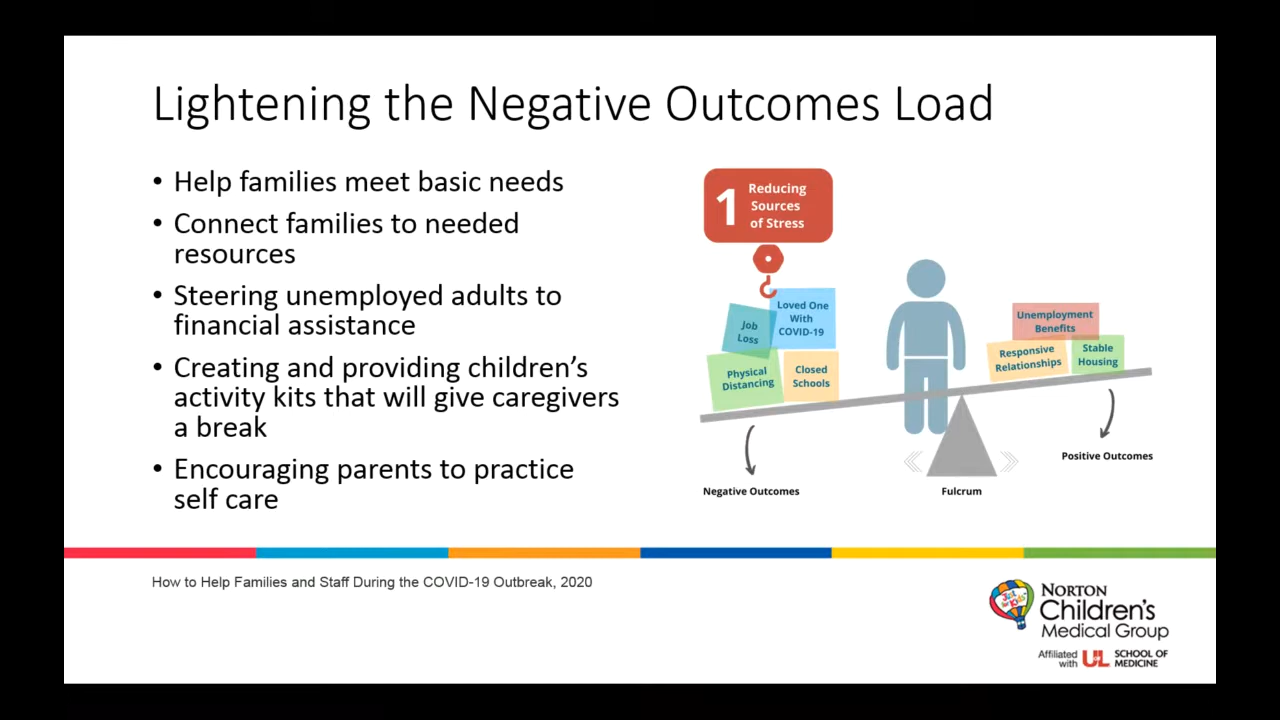 Lightening the Negative Outcomes Load
• Help families meet basic needs
• Connect families to needed
resources
• Steering unemployed adults to
financial assistance
• Creating and providing children’s
activity kits that will give caregivers
a break
• Encouraging parents to practice
self care
1
Reducing
Sources
of Stress
Job
Loss
Loved One
With
COVID-19
Physical
Distancing
Closed
Schools
Unemployment
Benefits
Responsive
Relationships
Stable
Housing
Negative Outcomes
Fulcrum
Positive Outcomes
How to Help Families and Staff During the COVID-19 Outbreak, 2020
Just
for Kids
NORTON
Children's
Medical Group
Affiliated
with
UofL
SCHOOL OF
MEDICINE